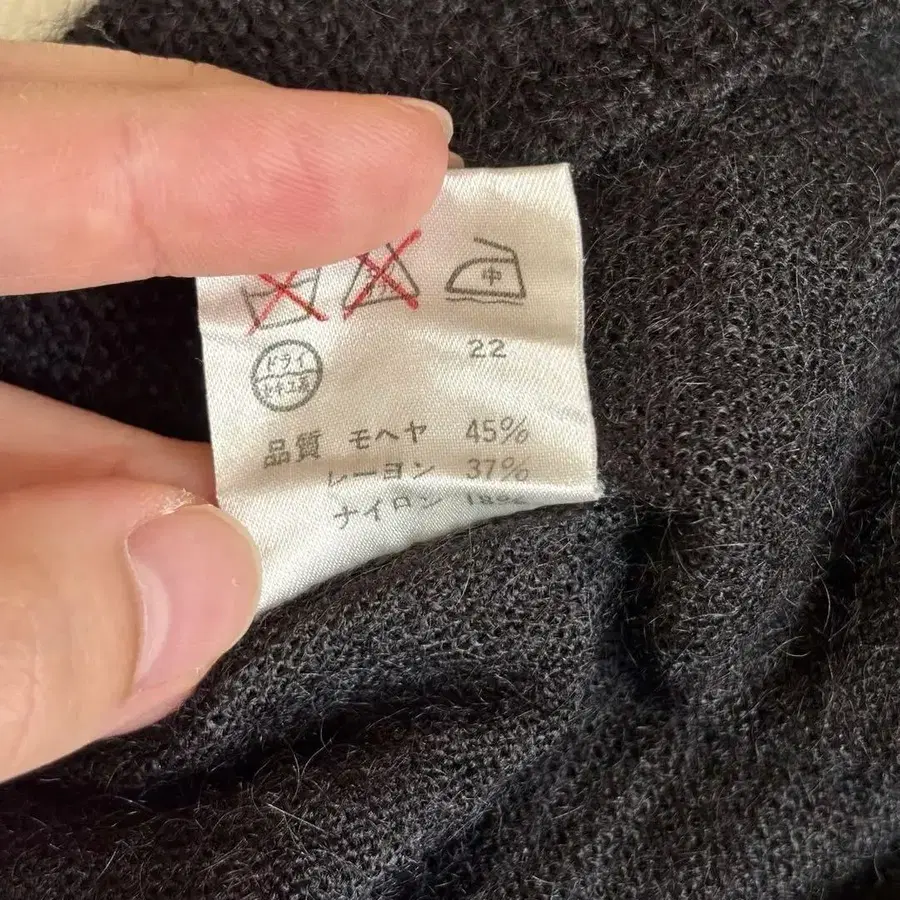 中
ドライ
セキユ系
22
品質 モヘヤ 45%
レーヨン 37%
ナイロン 18%